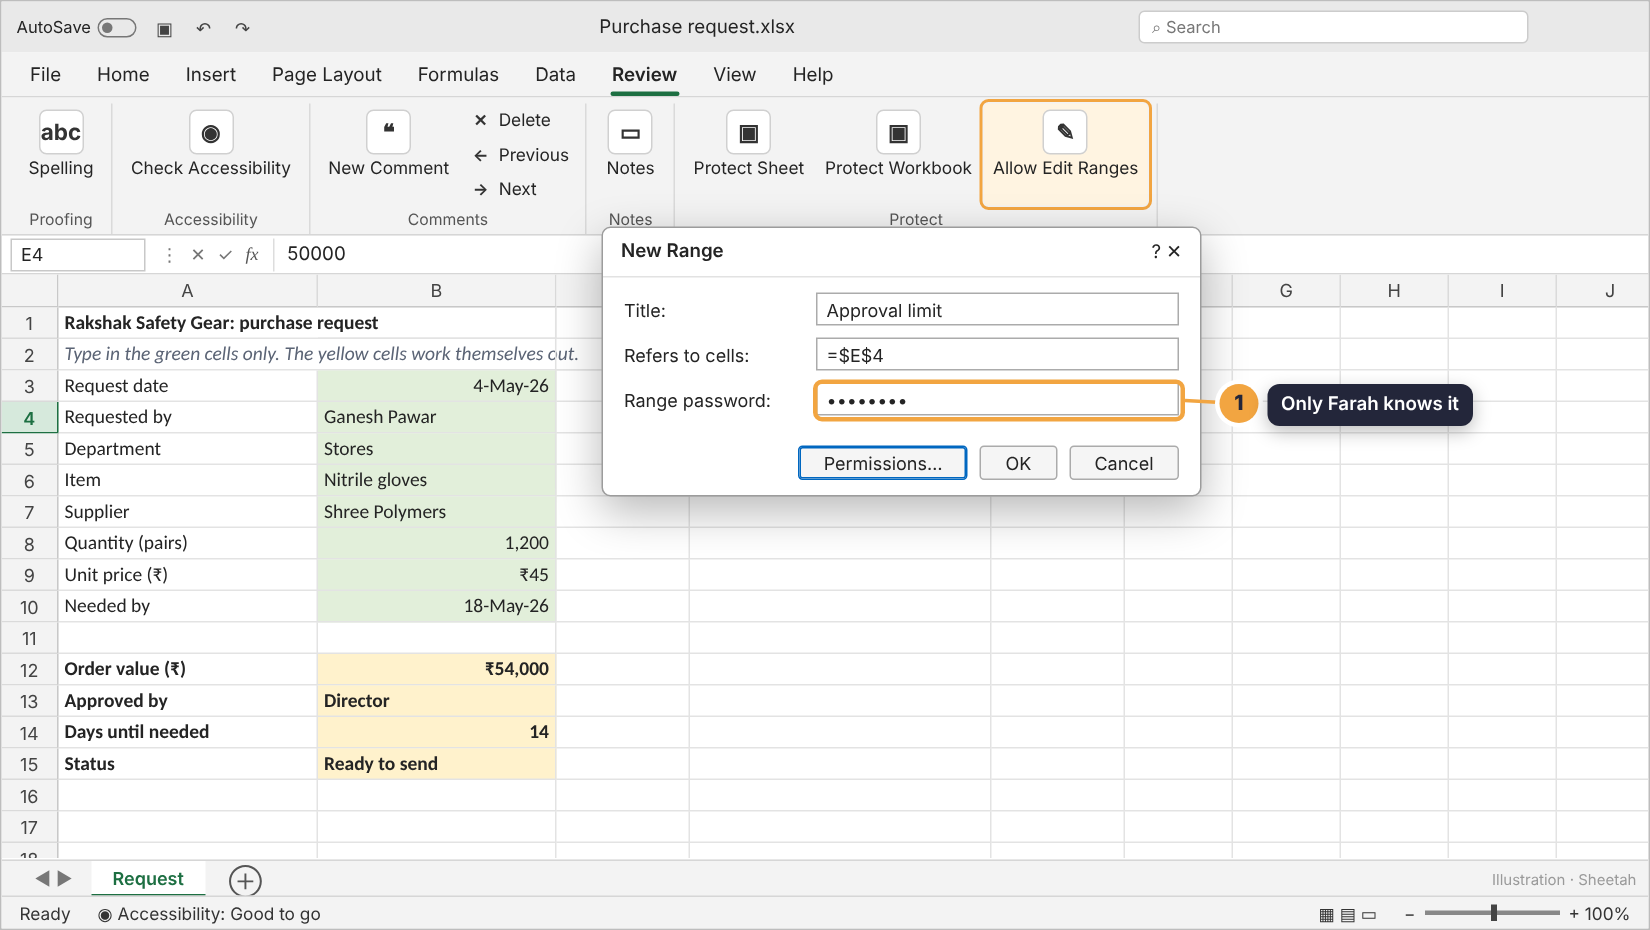 AutoSave
Purchase request.xlsx
Search
File Home Insert Page Layout Formulas Data Review View Help
abc
Spelling
Check Accessibility
New Comment
Delete
Previous
Next
Notes
Protect Sheet
Protect Workbook
Allow Edit Ranges
Proofing Accessibility Comments Notes Protect
E4 fx 50000
New Range ? ×
Title: Approval limit
Refers to cells: =$E$4
Range password: ••••••••
Permissions... OK Cancel
1 Only Farah knows it
A B G H I J
1 Rakshak Safety Gear: purchase request
2 Type in the green cells only. The yellow cells work themselves out.
3 Request date 4-May-26
4 Requested by Ganesh Pawar
5 Department Stores
6 Item Nitrile gloves
7 Supplier Shree Polymers
8 Quantity (pairs) 1,200
9 Unit price (₹) ₹45
10 Needed by 18-May-26
11
12 Order value (₹) ₹54,000
13 Approved by Director
14 Days until needed 14
15 Status Ready to send
16
17
18
Request
Illustration · Sheetah
Ready Accessibility: Good to go
− + 100%